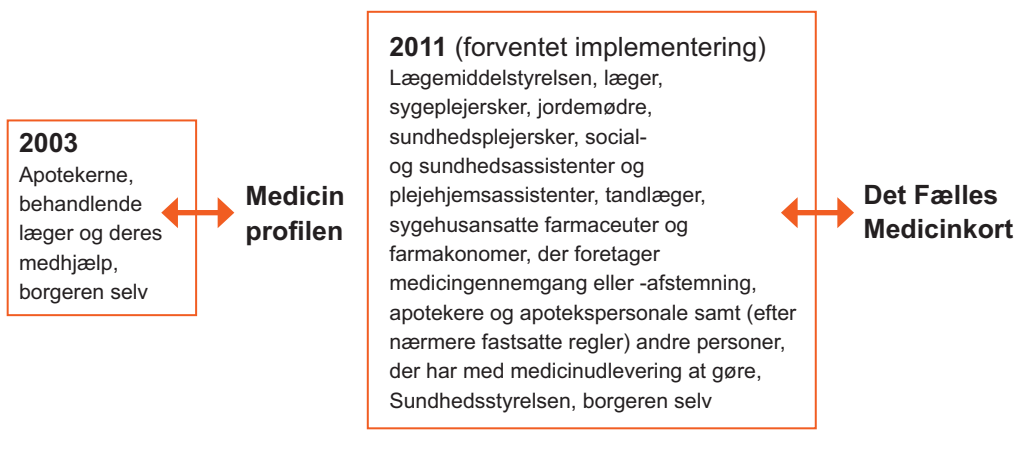 2003
Apotekerne,
behandlende
læger og deres
medhjælp,
borgeren selv
Medicin
profilen
2011 (forventet implementering)
Lægemiddelstyrelsen, læger,
sygeplejersker, jordemødre,
sundhedsplejersker, social-
og sundhedsassistenter og
plejehjemsassistenter, tandlæger,
sygehusansatte farmaceuter og
farmakonomer, der foretager
medicingennemgang eller -afstemning,
apotekere og apotekspersonale samt (efter
nærmere fastsatte regler) andre personer,
der har med medicinudlevering at gøre,
Sundhedsstyrelsen, borgeren selv
Det Fælles
Medicinkort